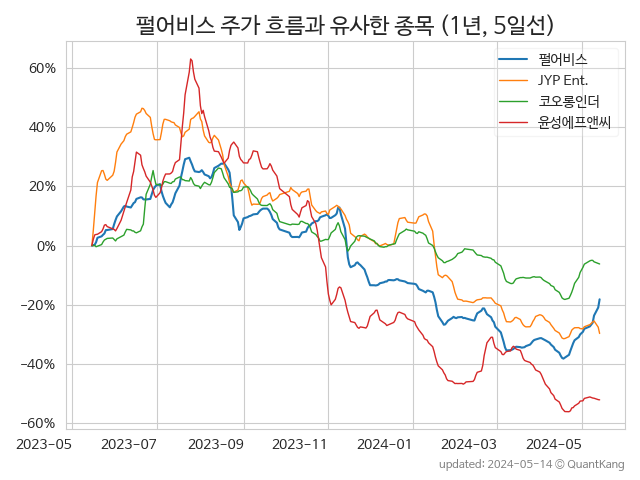 펄어비스 주가 흐름과 유사한 종목 (1년, 5일선)
펄어비스
JYP Ent.
코오롱인더
윤성에프앤씨
60%
40%
20%
0%
−20%
−40%
−60%
2023-05 2023-07 2023-09 2023-11 2024-01 2024-03 2024-05
updated: 2024-05-14 © QuantKang